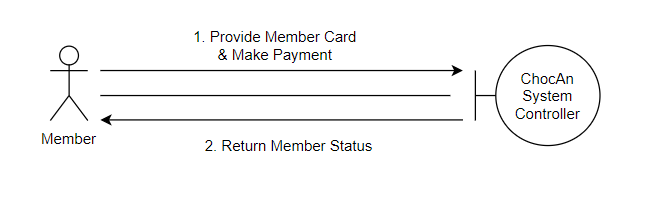 1. Provide Member Card
& Make Payment
ChocAn
System
Controller
Member
2. Return Member Status